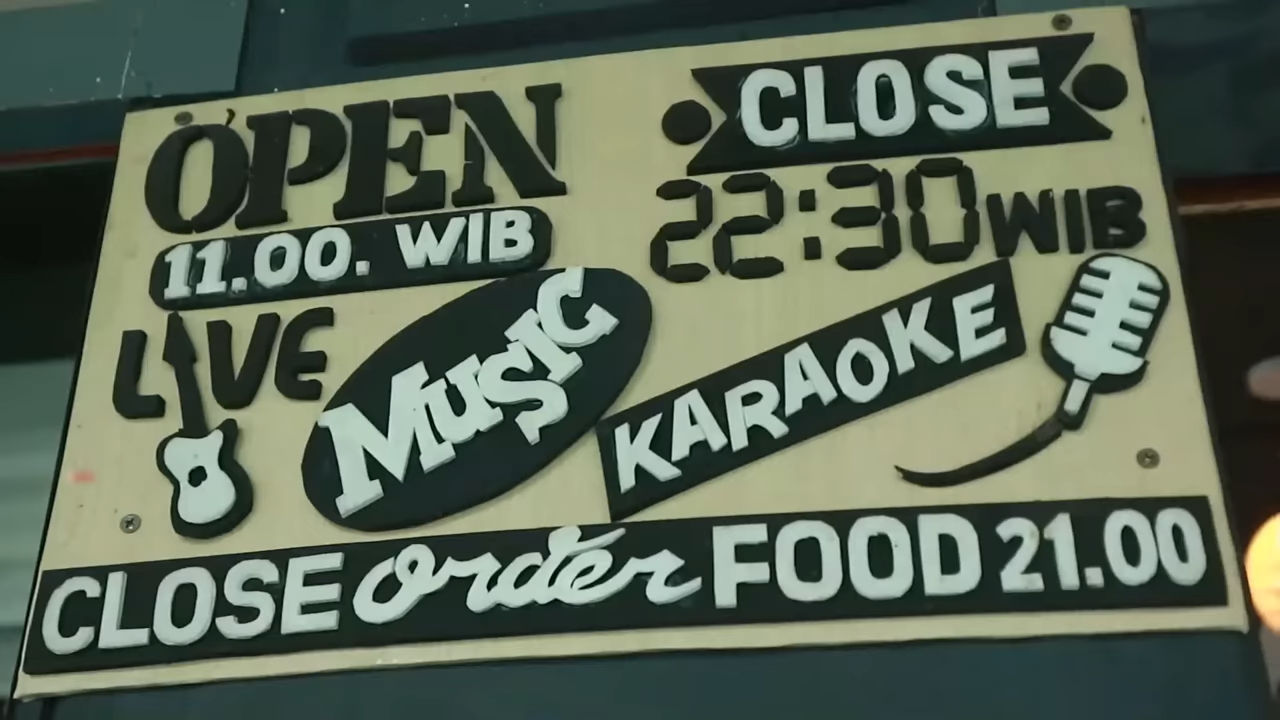 OPEN
11.00. WIB
CLOSE
22:30 WIB
LIVE
MUSIC
KARAOKE
CLOSE order FOOD 21.00